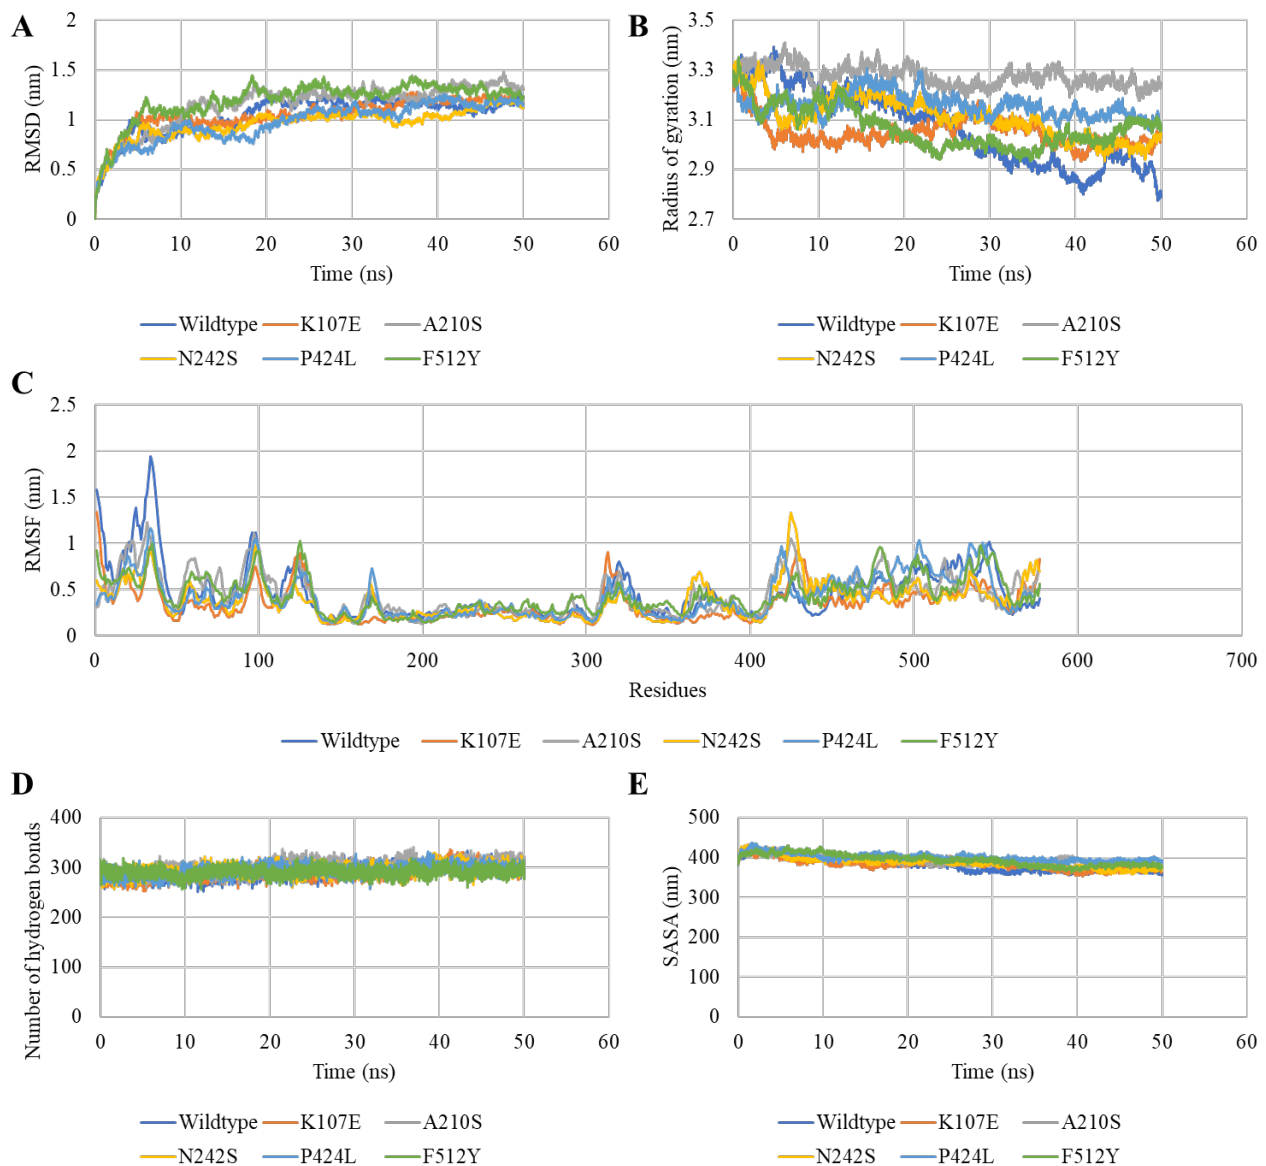 A
RMSD (nm)
2
1.5
1
0.5
0
0 10 20 30 40 50 60
Time (ns)
Wildtype K107E A210S
N242S P424L F512Y
B
Radius of gyration (nm)
3.5
3.3
3.1
2.9
2.7
0 10 20 30 40 50 60
Time (ns)
Wildtype K107E A210S
N242S P424L F512Y
C
RMSF (nm)
2.5
2
1.5
1
0.5
0
0 100 200 300 400 500 600 700
Residues
Wildtype K107E A210S N242S P424L F512Y
D
Number of hydrogen bonds
400
300
200
100
0
0 10 20 30 40 50 60
Time (ns)
Wildtype K107E A210S
N242S P424L F512Y
E
SASA (nm)
500
400
300
200
100
0
0 10 20 30 40 50 60
Time (ns)
Wildtype K107E A210S
N242S P424L F512Y